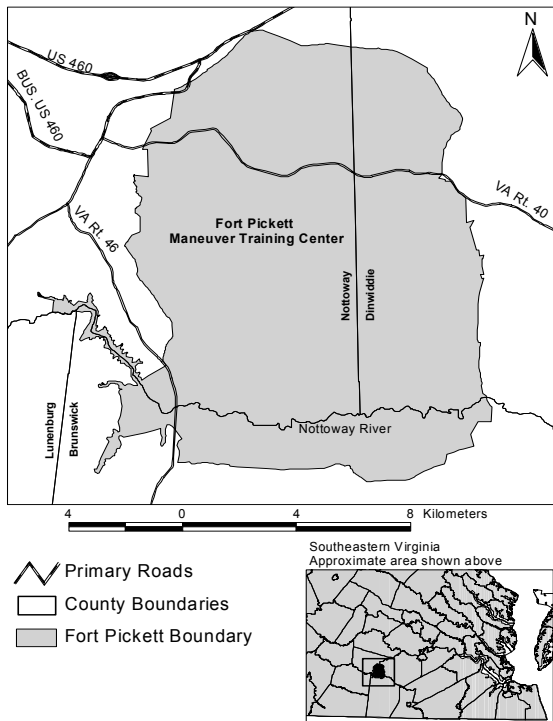 N
US 460
BUS. US 460
VA Rt. 40
Fort Pickett
Maneuver Training Center
VA Rt. 46
Nottoway
Dinwiddie
Lunenburg
Brunswick
Nottoway River
4 0 4 8 Kilometers
Primary Roads
County Boundaries
Fort Pickett Boundary
Southeastern Virginia
Approximate area shown above